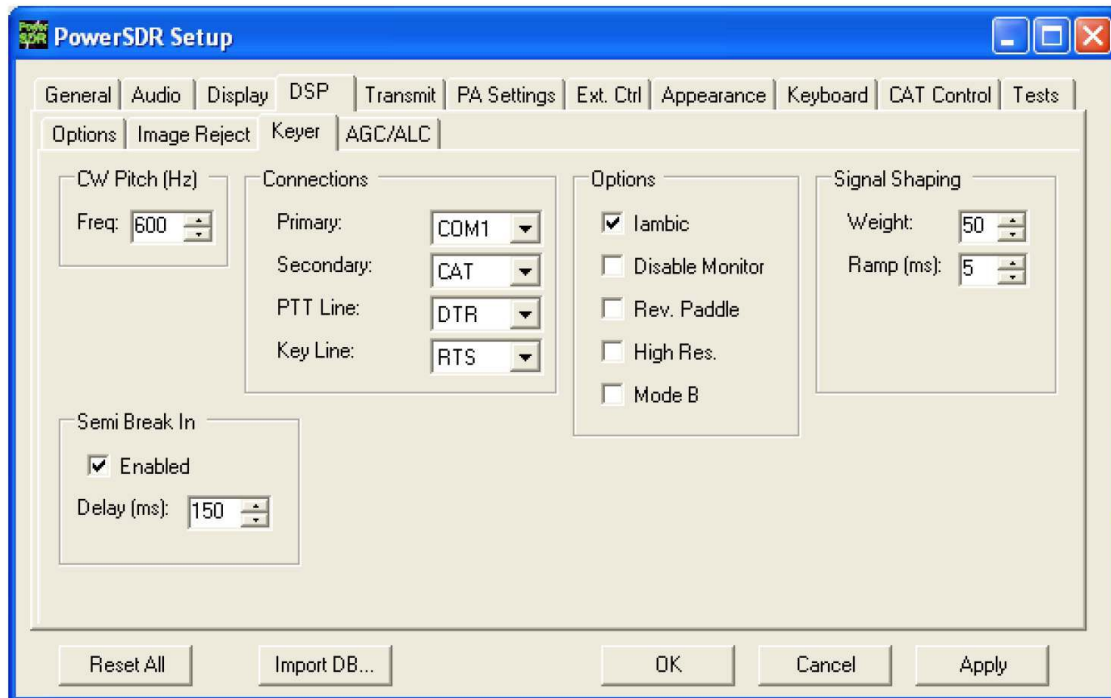 Power SDR PowerSDR Setup
General Audio Display DSP Transmit PA Settings Ext. Ctrl Appearance Keyboard CAT Control Tests
Options Image Reject Keyer AGC/ALC
CW Pitch (Hz)
Freq: 600
Connections
Primary: COM1
Secondary: CAT
PTT Line: DTR
Key Line: RTS
Options
Iambic
Disable Monitor
Rev. Paddle
High Res.
Mode B
Signal Shaping
Weight: 50
Ramp (ms): 5
Semi Break In
Enabled
Delay (ms): 150
Reset All Import DB... OK Cancel Apply